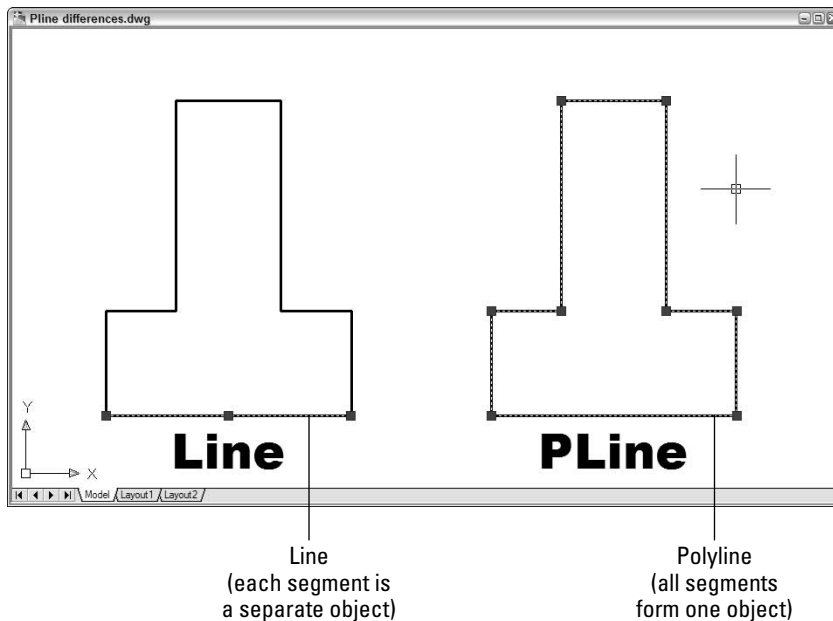 Pline differences.dwg
Line
PLine
Y
X
Model
Layout1
Layout2
Line
(each segment is
a separate object)
Polyline
(all segments
form one object)